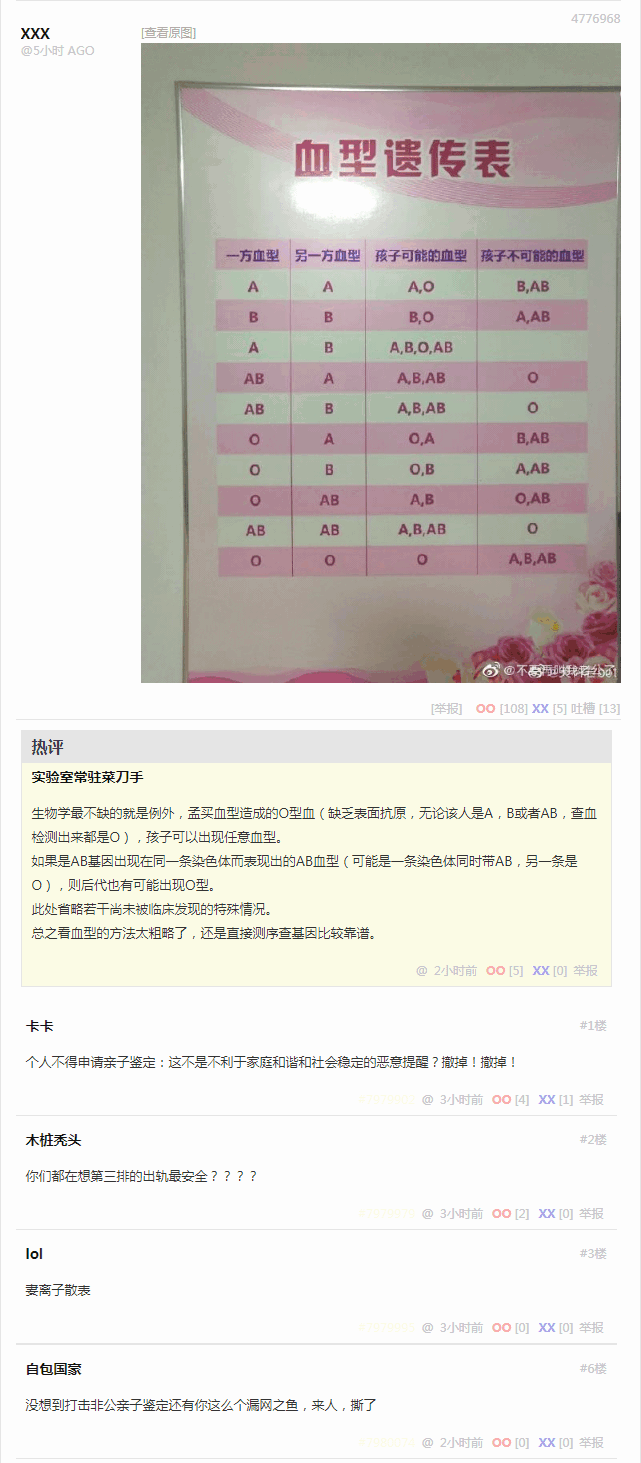 4776968
XXX
@5小时 AGO
[查看原图]
血型遗传表
一方血型 另一方血型 孩子可能的血型 孩子不可能的血型
A A A,O B,AB
B B B,O A,AB
A B A,B,O,AB
AB A A,B,AB O
AB B A,B,AB O
O A O,A B,AB
O B O,B A,AB
O AB A,B O,AB
AB AB A,B,AB O
O O O A,B,AB
[举报] OO [108] XX [5] 吐槽 [13]
热评
实验室常驻菜刀手
生物学最不缺的就是例外，孟买血型造成的O型血（缺乏表面抗原，无论该人是A，B或者AB，查血
检测出来都是O），孩子可以出现任意血型。
如果是AB基因出现在同一条染色体而表现出的AB血型（可能是一条染色体同时带AB，另一条是
O），则后代也有可能出现O型。
此处省略若干尚未被临床发现的特殊情况。
总之看血型的方法太粗略了，还是直接测序查基因比较靠谱。
@ 2小时前 OO [5] XX [0] 举报
卡卡 #1楼
个人不得申请亲子鉴定：这不是不利于家庭和谐和社会稳定的恶意提醒？撤掉！撤掉！
@ 3小时前 OO [4] XX [1] 举报
木桩秃头 #2楼
你们都在想第三排的出轨最安全？？？？
@ 3小时前 OO [2] XX [0] 举报
lol #3楼
妻离子散表
@ 3小时前 OO [0] XX [0] 举报
自包国家 #6楼
没想到打击非公亲子鉴定还有你这么个漏网之鱼，来人，撕了
@ 2小时前 OO [0] XX [0] 举报